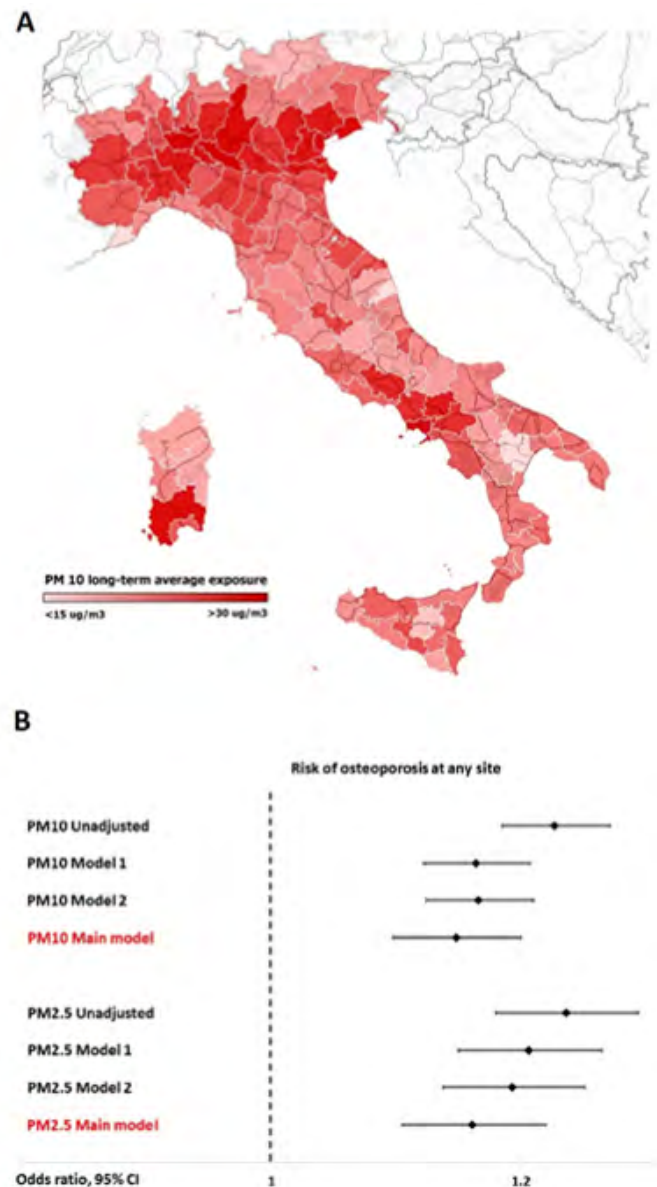 A
PM 10 long-term average exposure
<15 ug/m3 >30 ug/m3
B
Risk of osteoporosis at any site
PM10 Unadjusted
PM10 Model 1
PM10 Model 2
PM10 Main model
PM2.5 Unadjusted
PM2.5 Model 1
PM2.5 Model 2
PM2.5 Main model
Odds ratio, 95% CI 1 1.2